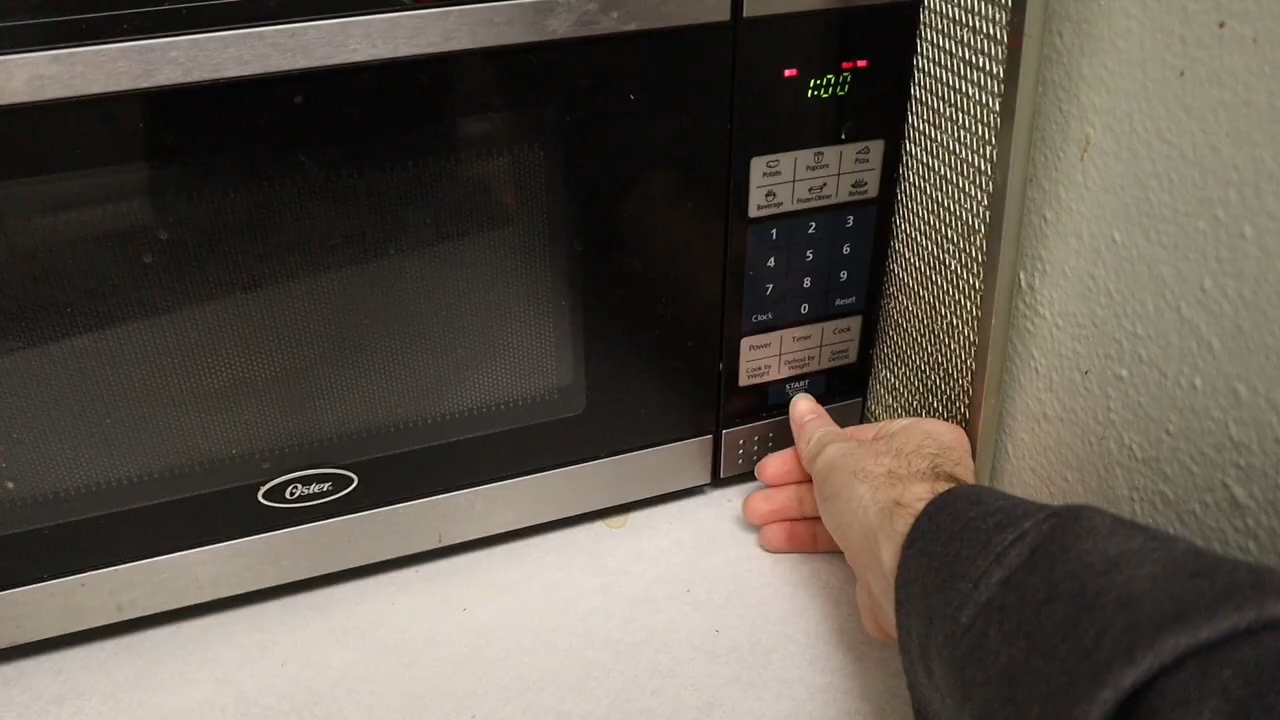 1:00
Potato Popcorn Pizza
Beverage Frozen Dinner Reheat
1 2 3
4 5 6
7 8 9
Clock 0 Reset
Power Timer Cook
Cook by Weight Defrost by Weight Speed Defrost
START
Oster